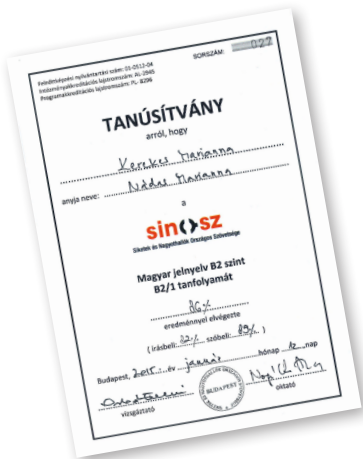 Felnőttképzési nyilvántartási szám: 01-0513-04
Intézményakkreditációs lajstromszám: AL-2945
Programakkreditációs lajstromszám: PL-8296
SORSZÁM: 022
TANÚSÍTVÁNY
arról, hogy
Kerekes Marianna
anyja neve: Nádas Marianna
a
sinosz
Siketek és Nagyothallók Országos Szövetsége
Magyar jelnyelv B2 szint
B2/1 tanfolyamát
86%
eredménnyel elvégezte
( írásbeli: 82% szóbeli: 89% )
Budapest, 2015. év január hónap 12 nap
BUDAPEST
vizsgáztató
oktató